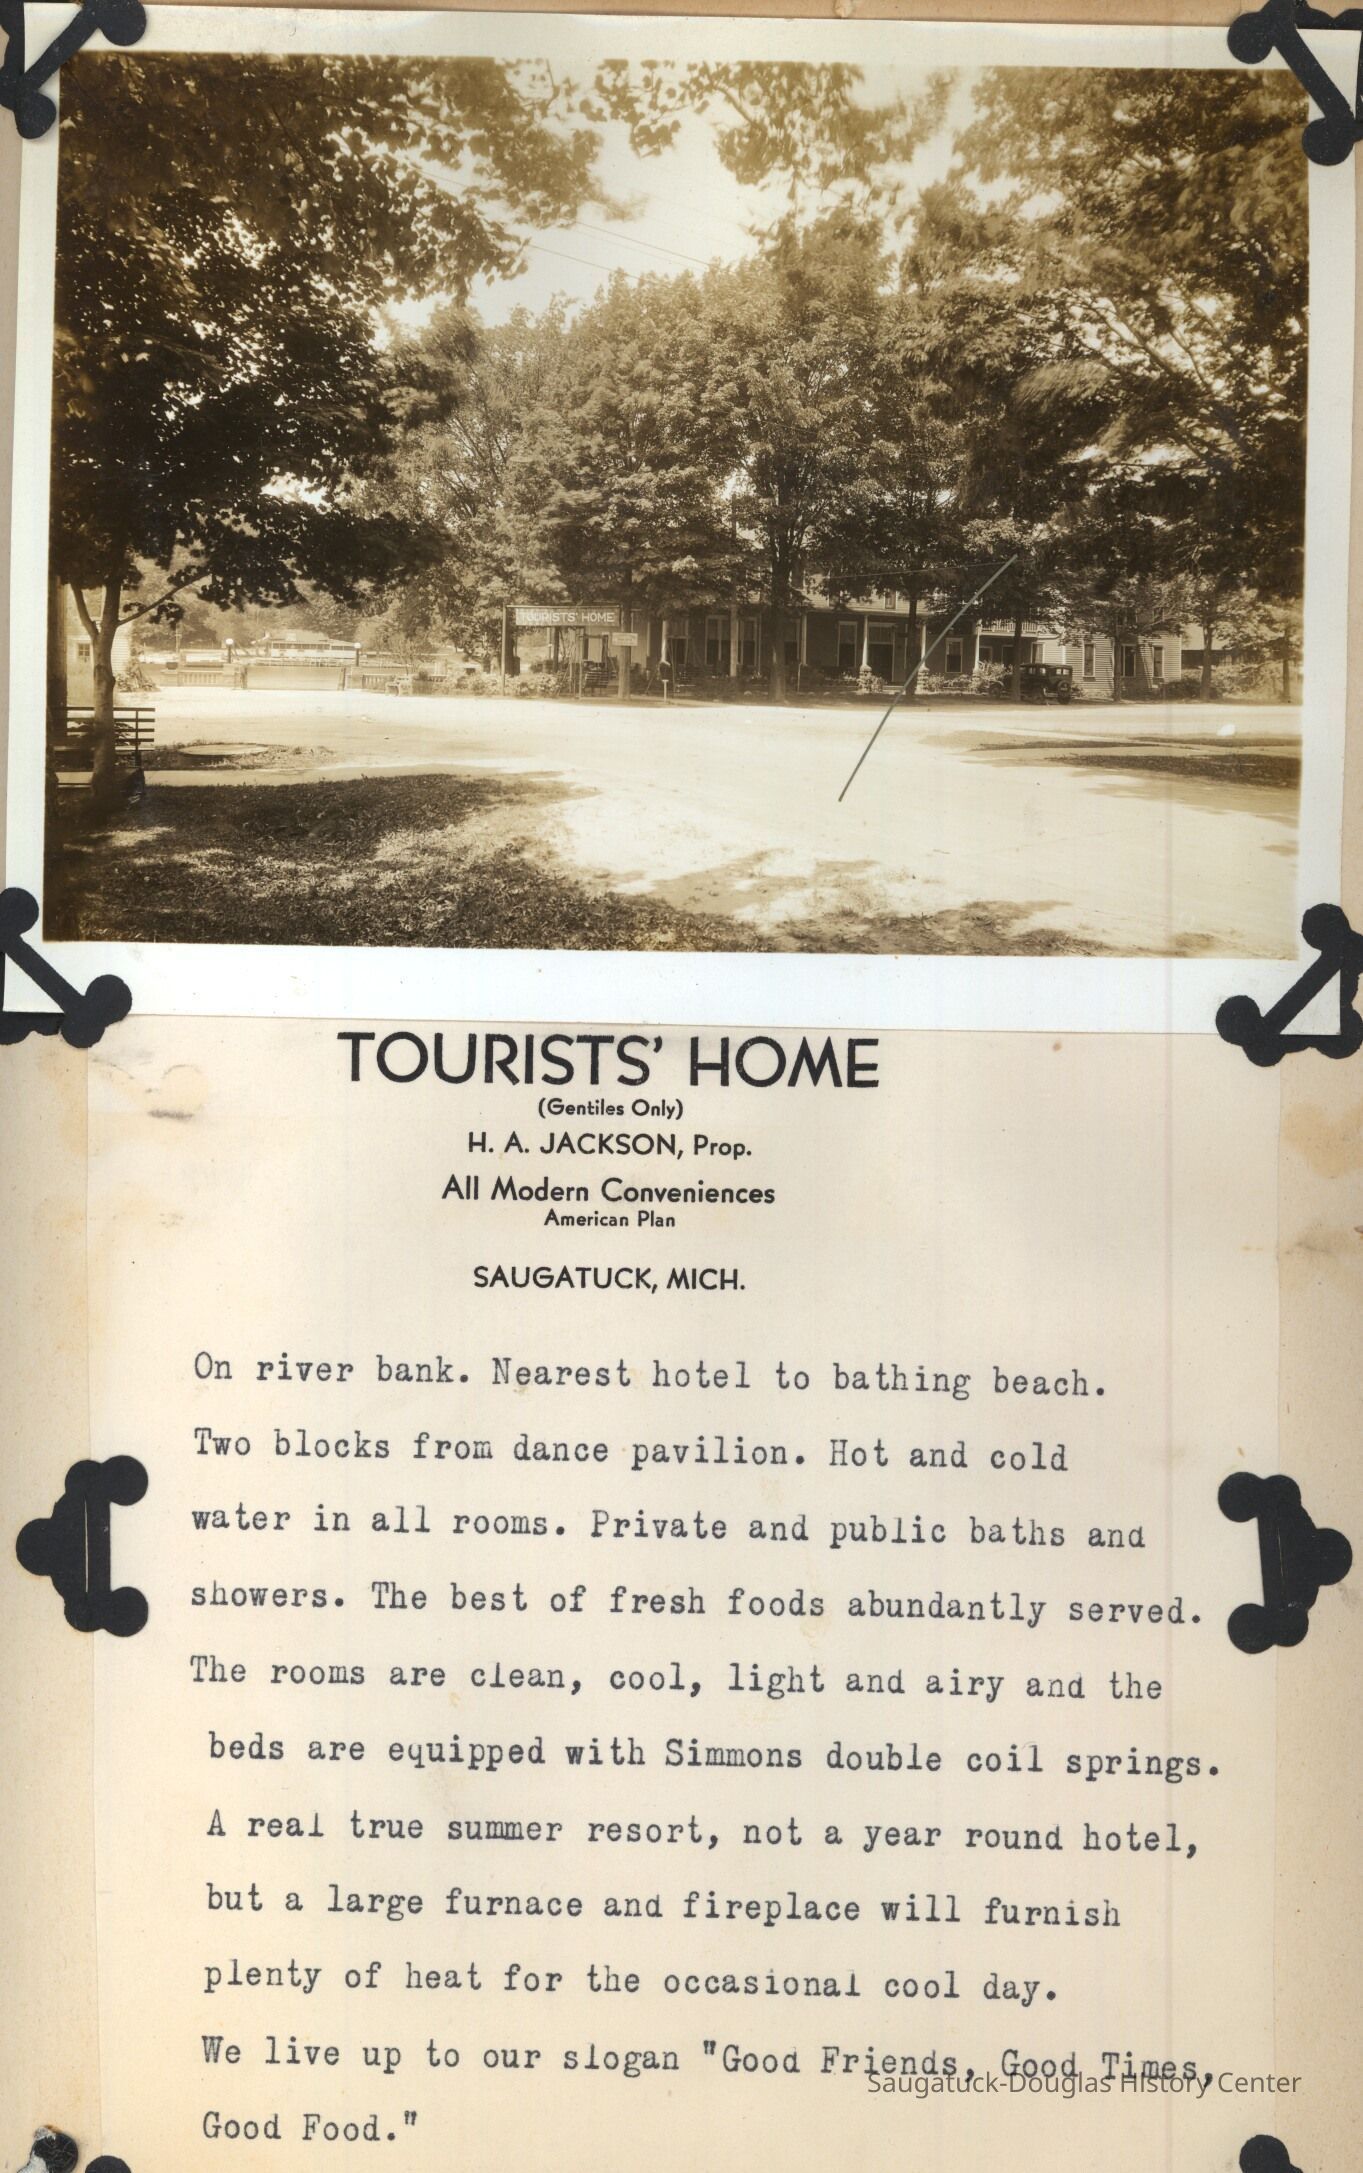 TOURISTS' HOME
TOURISTS' HOME
(Gentiles Only)
H. A. JACKSON, Prop.
All Modern Conveniences
American Plan
SAUGATUCK, MICH.
On river bank. Nearest hotel to bathing beach.
Two blocks from dance pavilion. Hot and cold
water in all rooms. Private and public baths and
showers. The best of fresh foods abundantly served.
The rooms are clean, cool, light and airy and the
beds are equipped with Simmons double coil springs.
A real true summer resort, not a year round hotel,
but a large furnace and fireplace will furnish
plenty of heat for the occasional cool day.
We live up to our slogan "Good Friends, Good Times,
Saugatuck-Douglas History Center
Good Food."